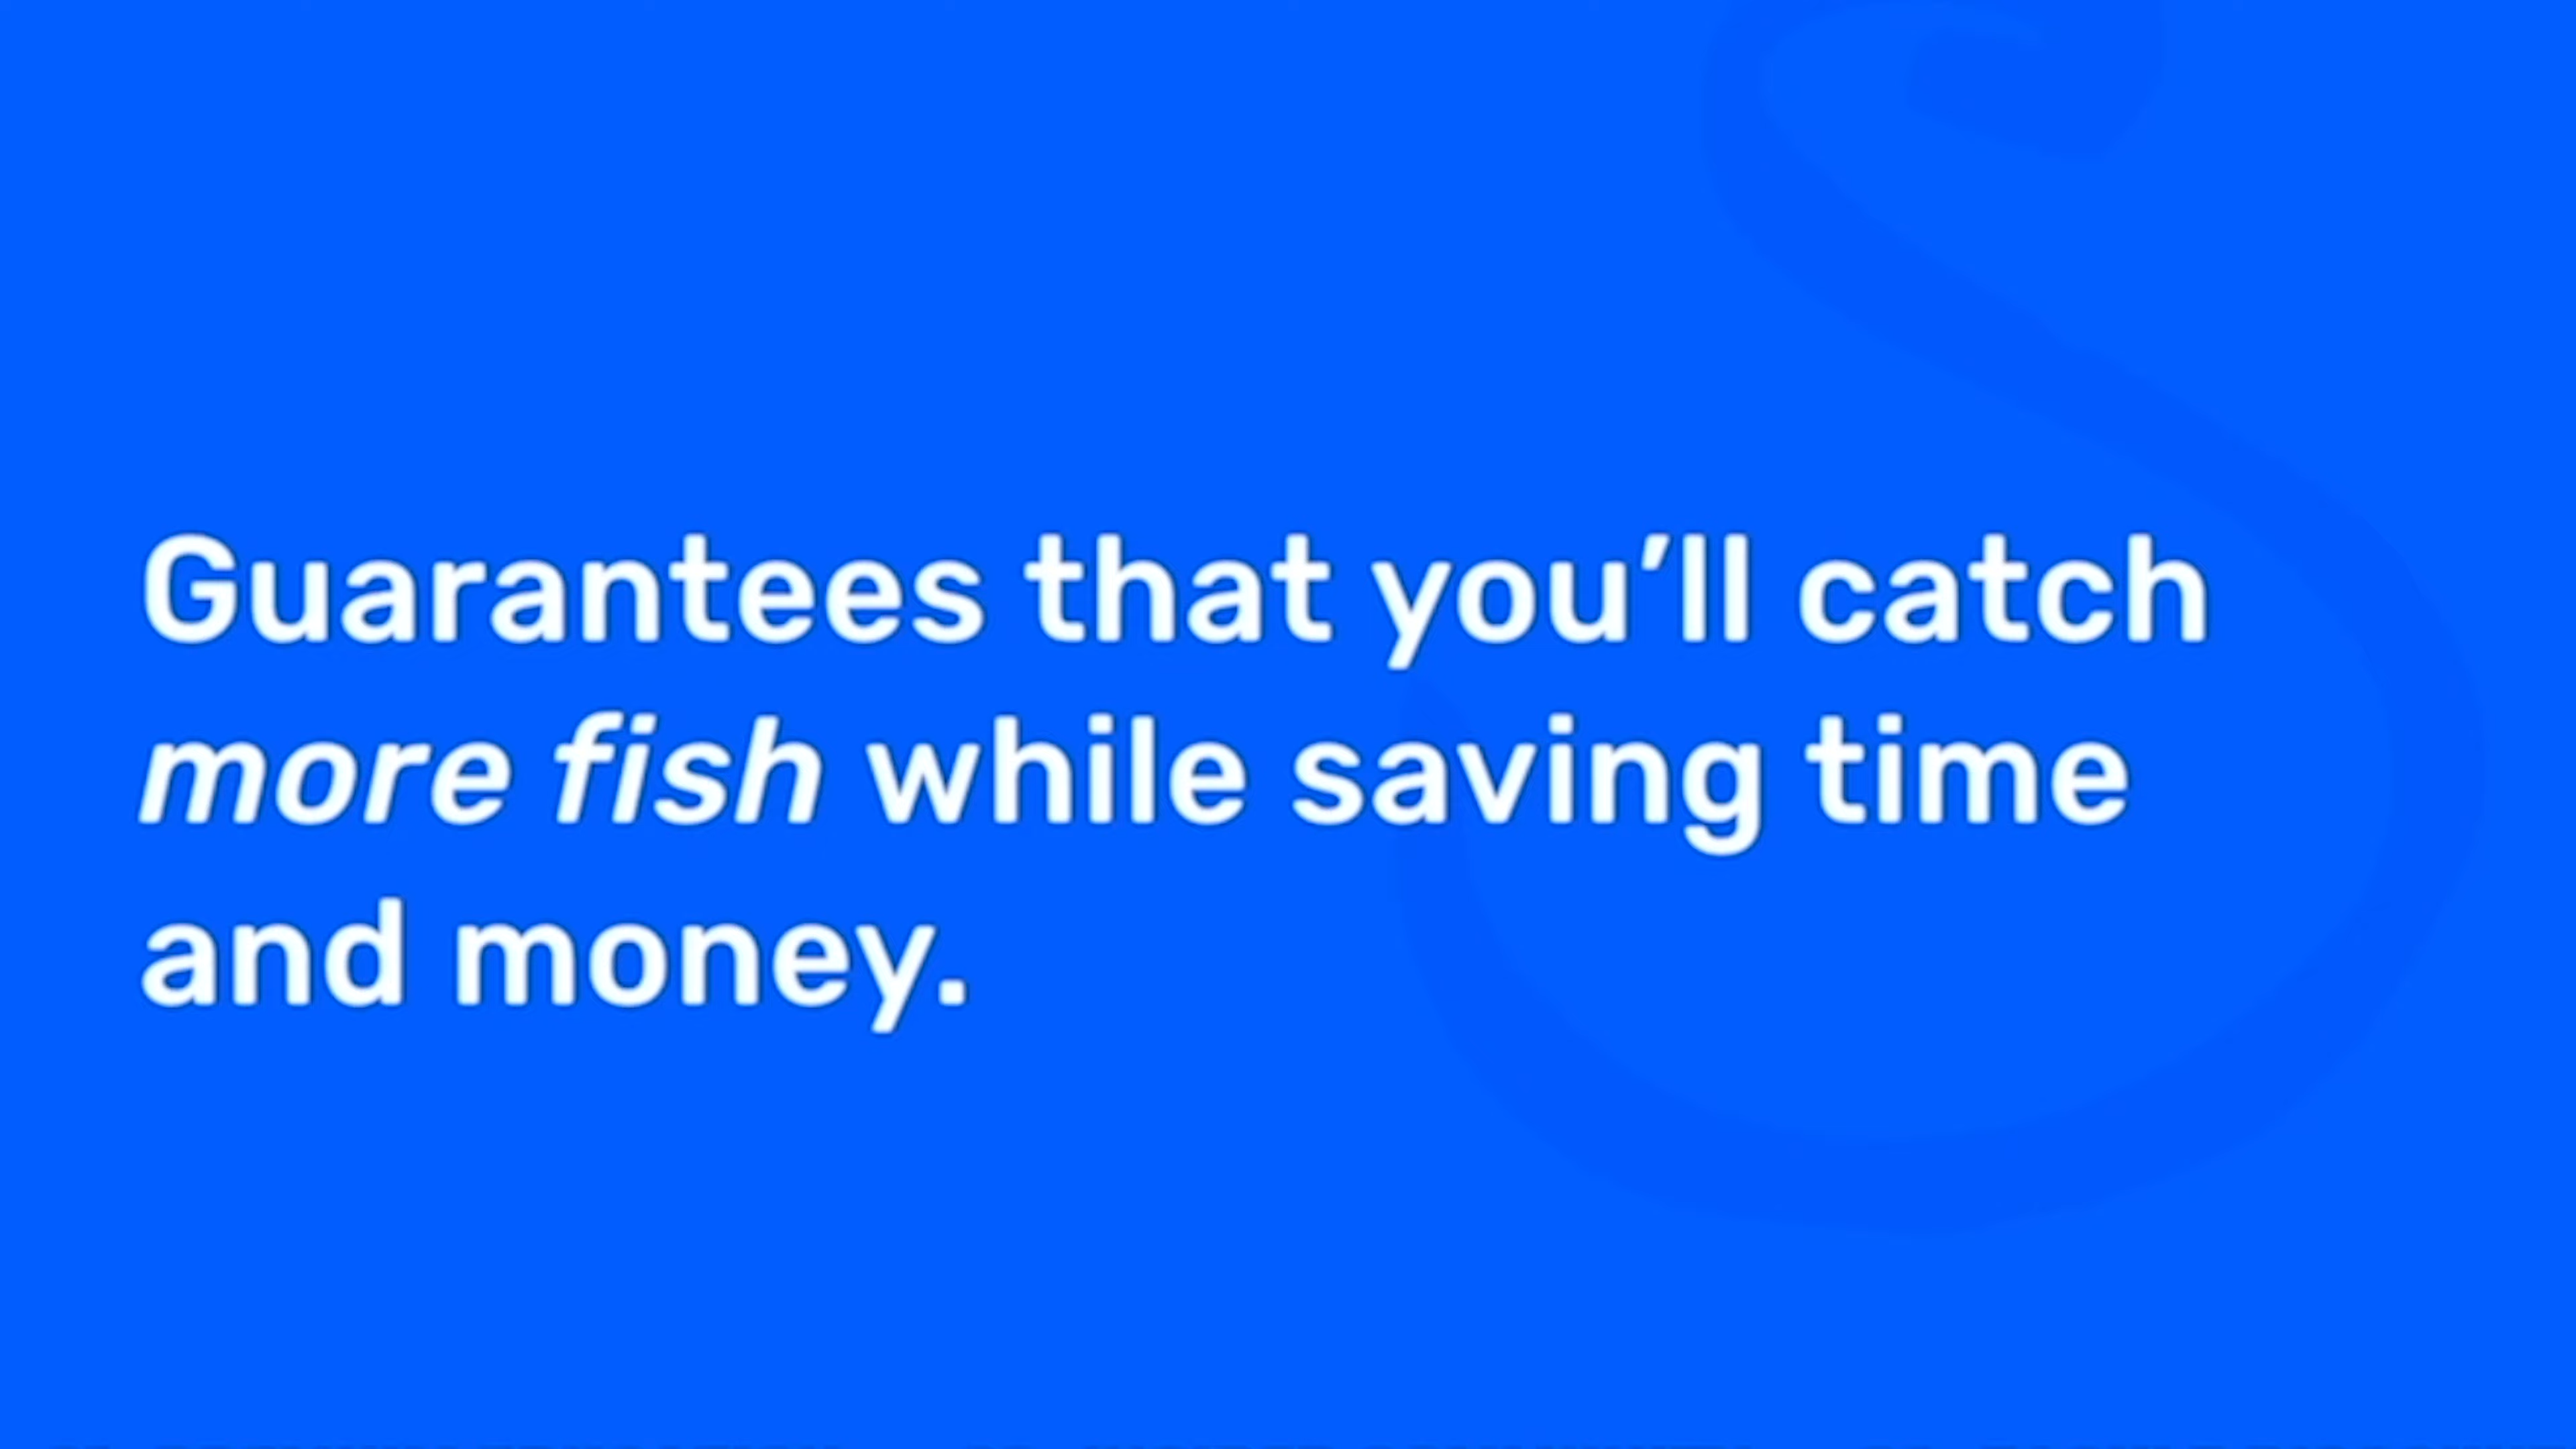 Guarantees that you’ll catch
more fish while saving time
and money.